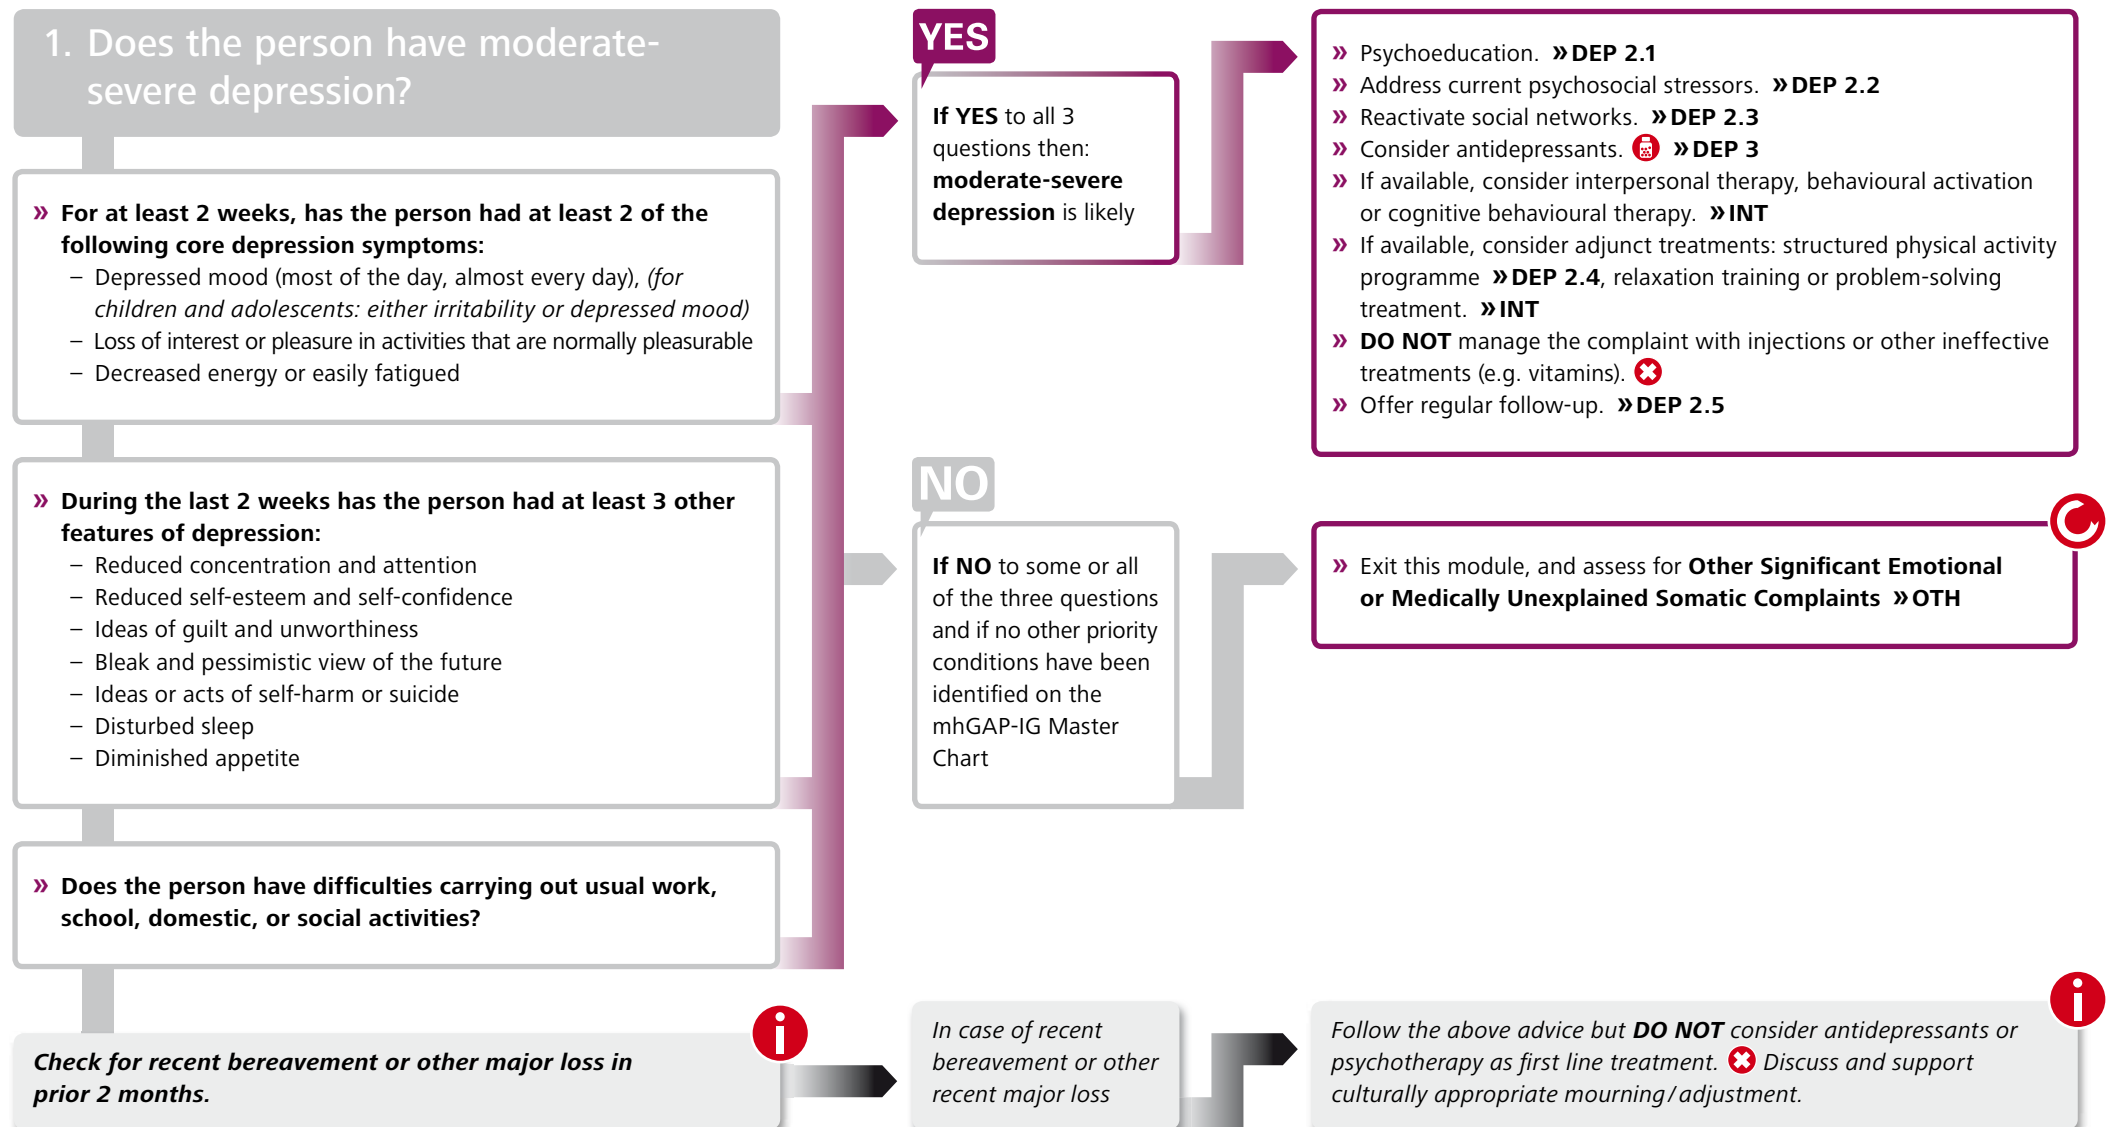 1. Does the person have moderate-
severe depression?
» For at least 2 weeks, has the person had at least 2 of the
following core depression symptoms:
– Depressed mood (most of the day, almost every day), (for
children and adolescents: either irritability or depressed mood)
– Loss of interest or pleasure in activities that are normally pleasurable
– Decreased energy or easily fatigued
» During the last 2 weeks has the person had at least 3 other
features of depression:
– Reduced concentration and attention
– Reduced self-esteem and self-confidence
– Ideas of guilt and unworthiness
– Bleak and pessimistic view of the future
– Ideas or acts of self-harm or suicide
– Disturbed sleep
– Diminished appetite
» Does the person have difficulties carrying out usual work,
school, domestic, or social activities?
Check for recent bereavement or other major loss in
prior 2 months.
YES
If YES to all 3
questions then:
moderate-severe
depression is likely
NO
If NO to some or all
of the three questions
and if no other priority
conditions have been
identified on the
mhGAP-IG Master
Chart
In case of recent
bereavement or other
recent major loss
» Psychoeducation. »DEP 2.1
» Address current psychosocial stressors. »DEP 2.2
» Reactivate social networks. »DEP 2.3
» Consider antidepressants. »DEP 3
» If available, consider interpersonal therapy, behavioural activation
or cognitive behavioural therapy. »INT
» If available, consider adjunct treatments: structured physical activity
programme »DEP 2.4, relaxation training or problem-solving
treatment. »INT
» DO NOT manage the complaint with injections or other ineffective
treatments (e.g. vitamins).
» Offer regular follow-up. »DEP 2.5
» Exit this module, and assess for Other Significant Emotional
or Medically Unexplained Somatic Complaints »OTH
Follow the above advice but DO NOT consider antidepressants or
psychotherapy as first line treatment. Discuss and support
culturally appropriate mourning/adjustment.